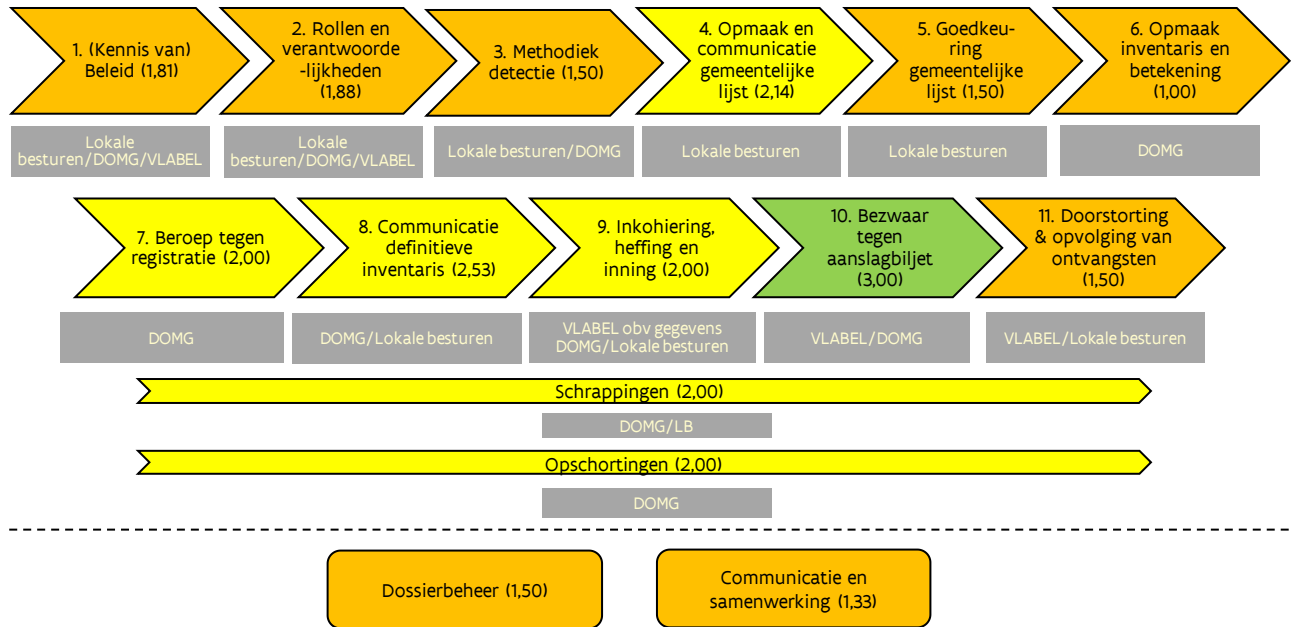 1. (Kennis van)
Beleid (1,81)
2. Rollen en
verantwoorde
-lijkheden
(1,88)
3. Methodiek
detectie (1,50)
4. Opmaak en
communicatie
gemeentelijke
lijst (2,14)
5. Goedkeu-
ring
gemeentelijke
lijst (1,50)
6. Opmaak
inventaris en
betekening
(1,00)
Lokale
besturen/DOMG/VLABEL
Lokale
besturen/DOMG/VLABEL
Lokale besturen/DOMG
Lokale besturen
Lokale besturen
DOMG
7. Beroep tegen
registratie (2,00)
8. Communicatie
definitieve
inventaris (2,53)
9. Inkohiering,
heffing en
inning (2,00)
10. Bezwaar
tegen
aanslagbiljet
(3,00)
11. Doorstorting
& opvolging van
ontvangsten
(1,50)
DOMG
DOMG/Lokale besturen
VLABEL obv gegevens
DOMG/Lokale besturen
VLABEL/DOMG
VLABEL/Lokale besturen
Schrappingen (2,00)
DOMG/LB
Opschortingen (2,00)
DOMG
Dossierbeheer (1,50)
Communicatie en
samenwerking (1,33)